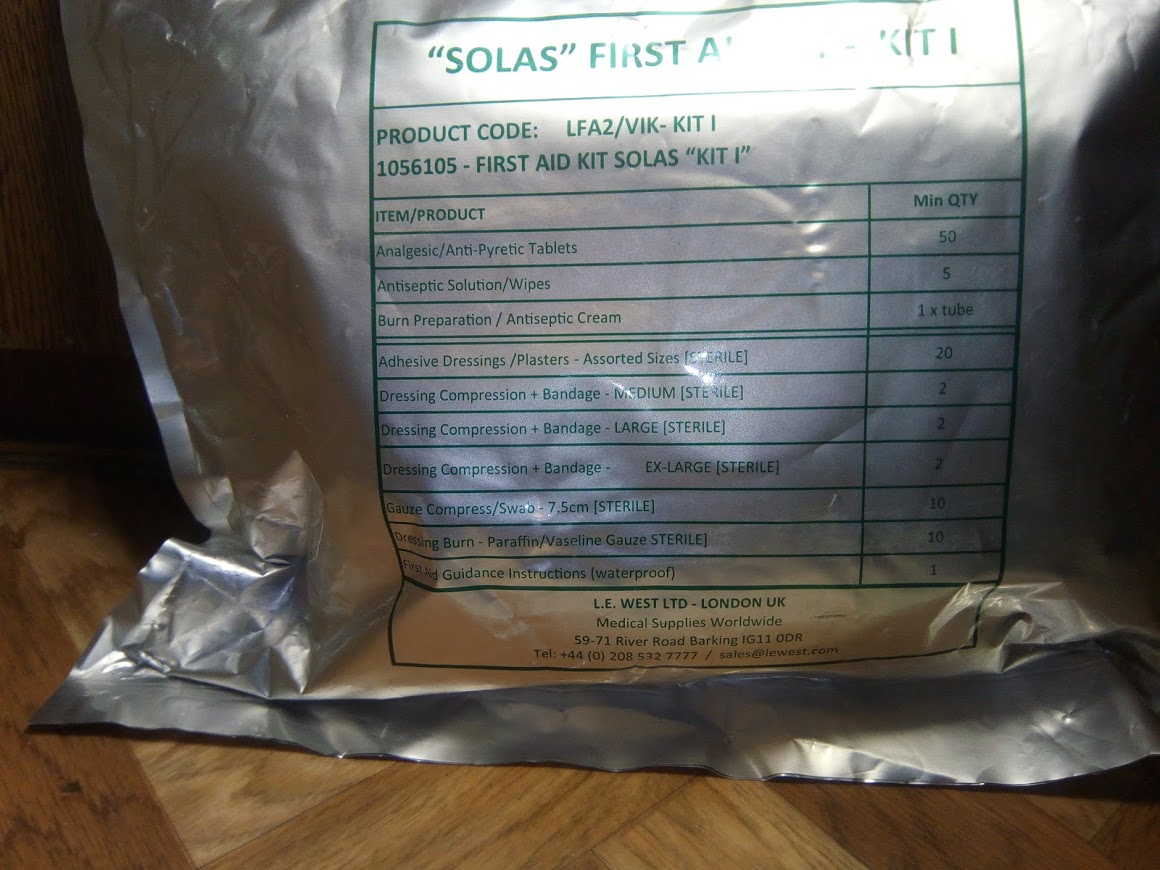 "SOLAS" FIRST - KIT I
PRODUCT CODE: LFA2/VIK- KIT I
1056105 - FIRST AID KIT SOLAS "KIT I"
ITEM/PRODUCT Min QTY
Analgesic/Anti-Pyretic Tablets 50
Antiseptic Solution/Wipes 5
Burn Preparation / Antiseptic Cream 1 x tube
Adhesive Dressings /Plasters - Assorted Sizes [STERILE] 20
Dressing Compression + Bandage - MEDIUM [STERILE] 2
Dressing Compression + Bandage - LARGE [STERILE] 2
Dressing Compression + Bandage - EX-LARGE [STERILE] 2
Gauze Compress/Swab - 7.5cm [STERILE] 10
Dressing Burn - Paraffin/Vaseline Gauze STERILE] 10
First Aid Guidance Instructions (waterproof) 1
L.E. WEST LTD - LONDON UK
Medical Supplies Worldwide
59-71 River Road Barking IG11 0DR
Tel: +44 (0) 208 532 7777 / sales@lewest.com